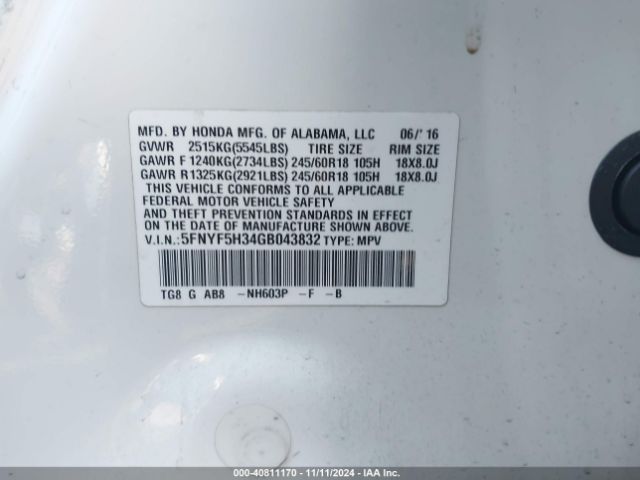 MFD. BY HONDA MFG. OF ALABAMA, LLC 06/'16
GVWR 2515KG(5545LBS) TIRE SIZE RIM SIZE
GAWR F 1240KG(2734LBS) 245/60R18 105H 18X8.0J
GAWR R1325KG(2921LBS) 245/60R18 105H 18X8.0J
THIS VEHICLE CONFORMS TO ALL APPLICABLE
FEDERAL MOTOR VEHICLE SAFETY
AND THEFT PREVENTION STANDARDS IN EFFECT
ON THE DATE OF MANUFACTURE SHOWN ABOVE.
V.I.N.: 5FNYF5H34GB043832 TYPE: MPV
TG8 G AB8 -NH603P -F -B
000-40811170 - 11/11/2024 - IAA Inc.